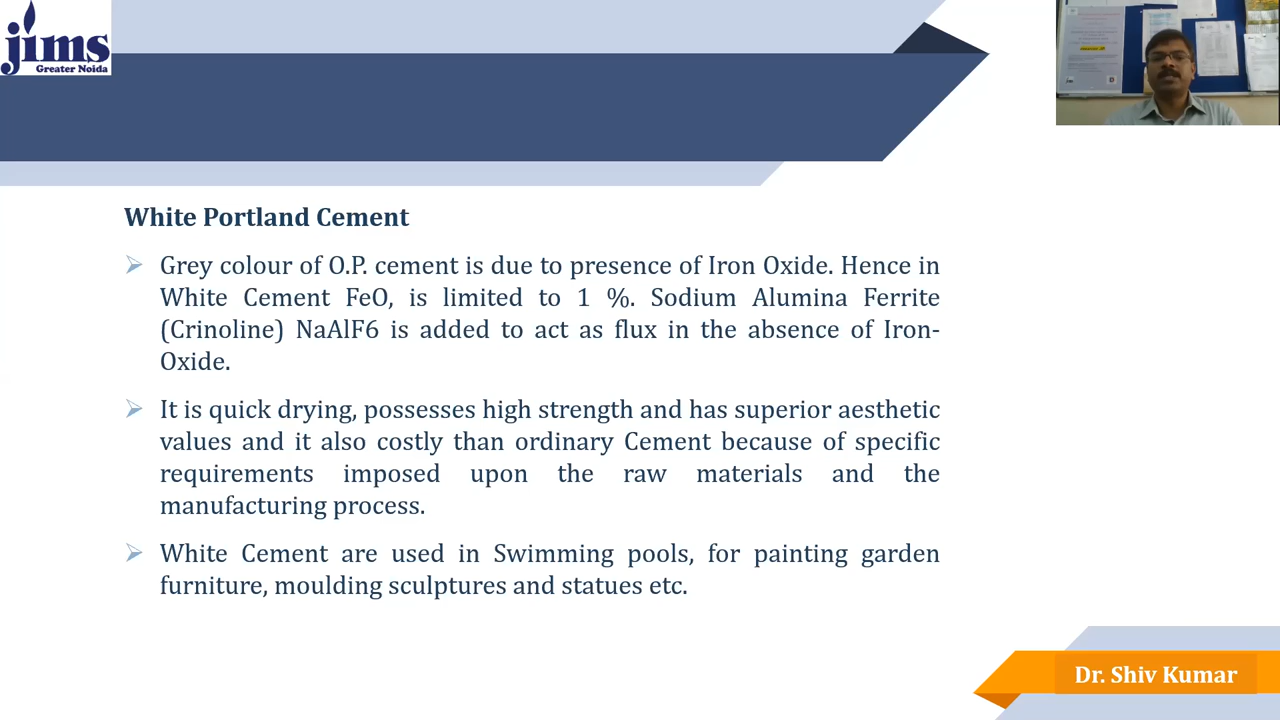 jims
Greater Noida
White Portland Cement
Grey colour of O.P. cement is due to presence of Iron Oxide. Hence in
White Cement FeO, is limited to 1 %. Sodium Alumina Ferrite
(Crinoline) NaAlF6 is added to act as flux in the absence of Iron-
Oxide.
It is quick drying, possesses high strength and has superior aesthetic
values and it also costly than ordinary Cement because of specific
requirements imposed upon the raw materials and the
manufacturing process.
White Cement are used in Swimming pools, for painting garden
furniture, moulding sculptures and statues etc.
Dr. Shiv Kumar